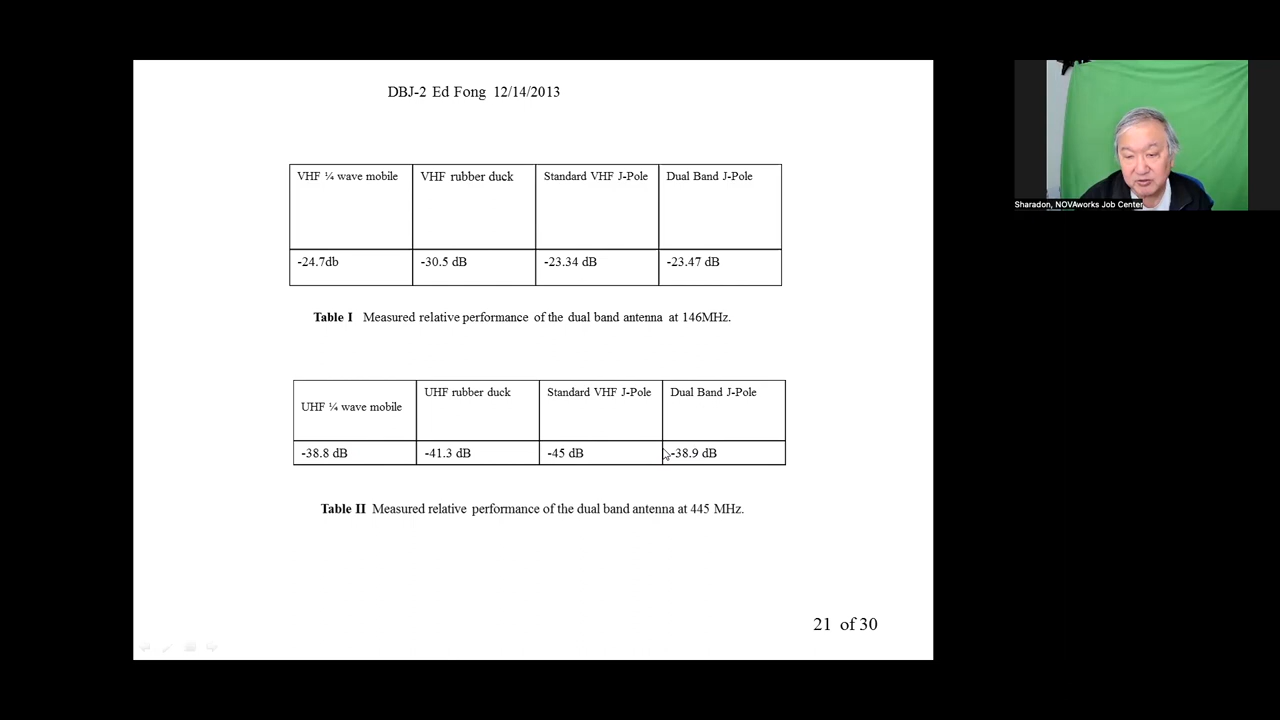 DBJ-2 Ed Fong 12/14/2013
VHF ¼ wave mobile VHF rubber duck Standard VHF J-Pole Dual Band J-Pole
-24.7db -30.5 dB -23.34 dB -23.47 dB
Table I Measured relative performance of the dual band antenna at 146MHz.
UHF ¼ wave mobile UHF rubber duck Standard VHF J-Pole Dual Band J-Pole
-38.8 dB -41.3 dB -45 dB -38.9 dB
Table II Measured relative performance of the dual band antenna at 445 MHz.
21 of 30
Sharadon, NOVAworks Job Center